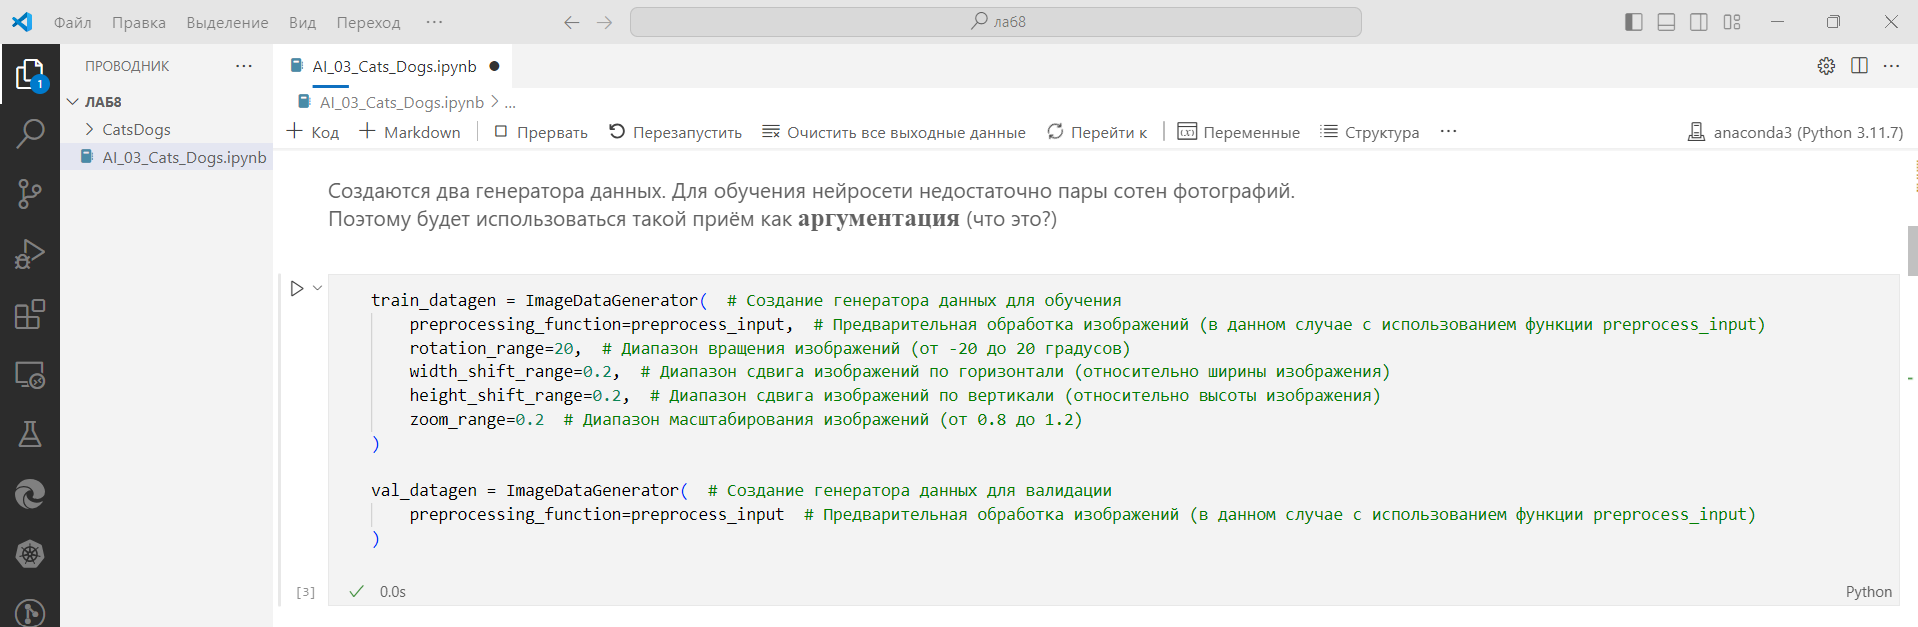 Файл Правка Выделение Вид Переход ··· лаб8
ПРОВОДНИК ···
ЛАБ8
CatsDogs
AI_03_Cats_Dogs.ipynb
1
AI_03_Cats_Dogs.ipynb
AI_03_Cats_Dogs.ipynb > ...
Код Markdown Прервать Перезапустить Очистить все выходные данные Перейти к Переменные Структура ··· anaconda3 (Python 3.11.7)
Создаются два генератора данных. Для обучения нейросети недостаточно пары сотен фотографий.
Поэтому будет использоваться такой приём как аргументация (что это?)
train_datagen = ImageDataGenerator(  # Создание генератора данных для обучения
    preprocessing_function=preprocess_input,  # Предварительная обработка изображений (в данном случае с использованием функции preprocess_input)
    rotation_range=20,  # Диапазон вращения изображений (от -20 до 20 градусов)
    width_shift_range=0.2,  # Диапазон сдвига изображений по горизонтали (относительно ширины изображения)
    height_shift_range=0.2,  # Диапазон сдвига изображений по вертикали (относительно высоты изображения)
    zoom_range=0.2  # Диапазон масштабирования изображений (от 0.8 до 1.2)
)
val_datagen = ImageDataGenerator(  # Создание генератора данных для валидации
    preprocessing_function=preprocess_input  # Предварительная обработка изображений (в данном случае с использованием функции preprocess_input)
)
[3] 0.0s Python